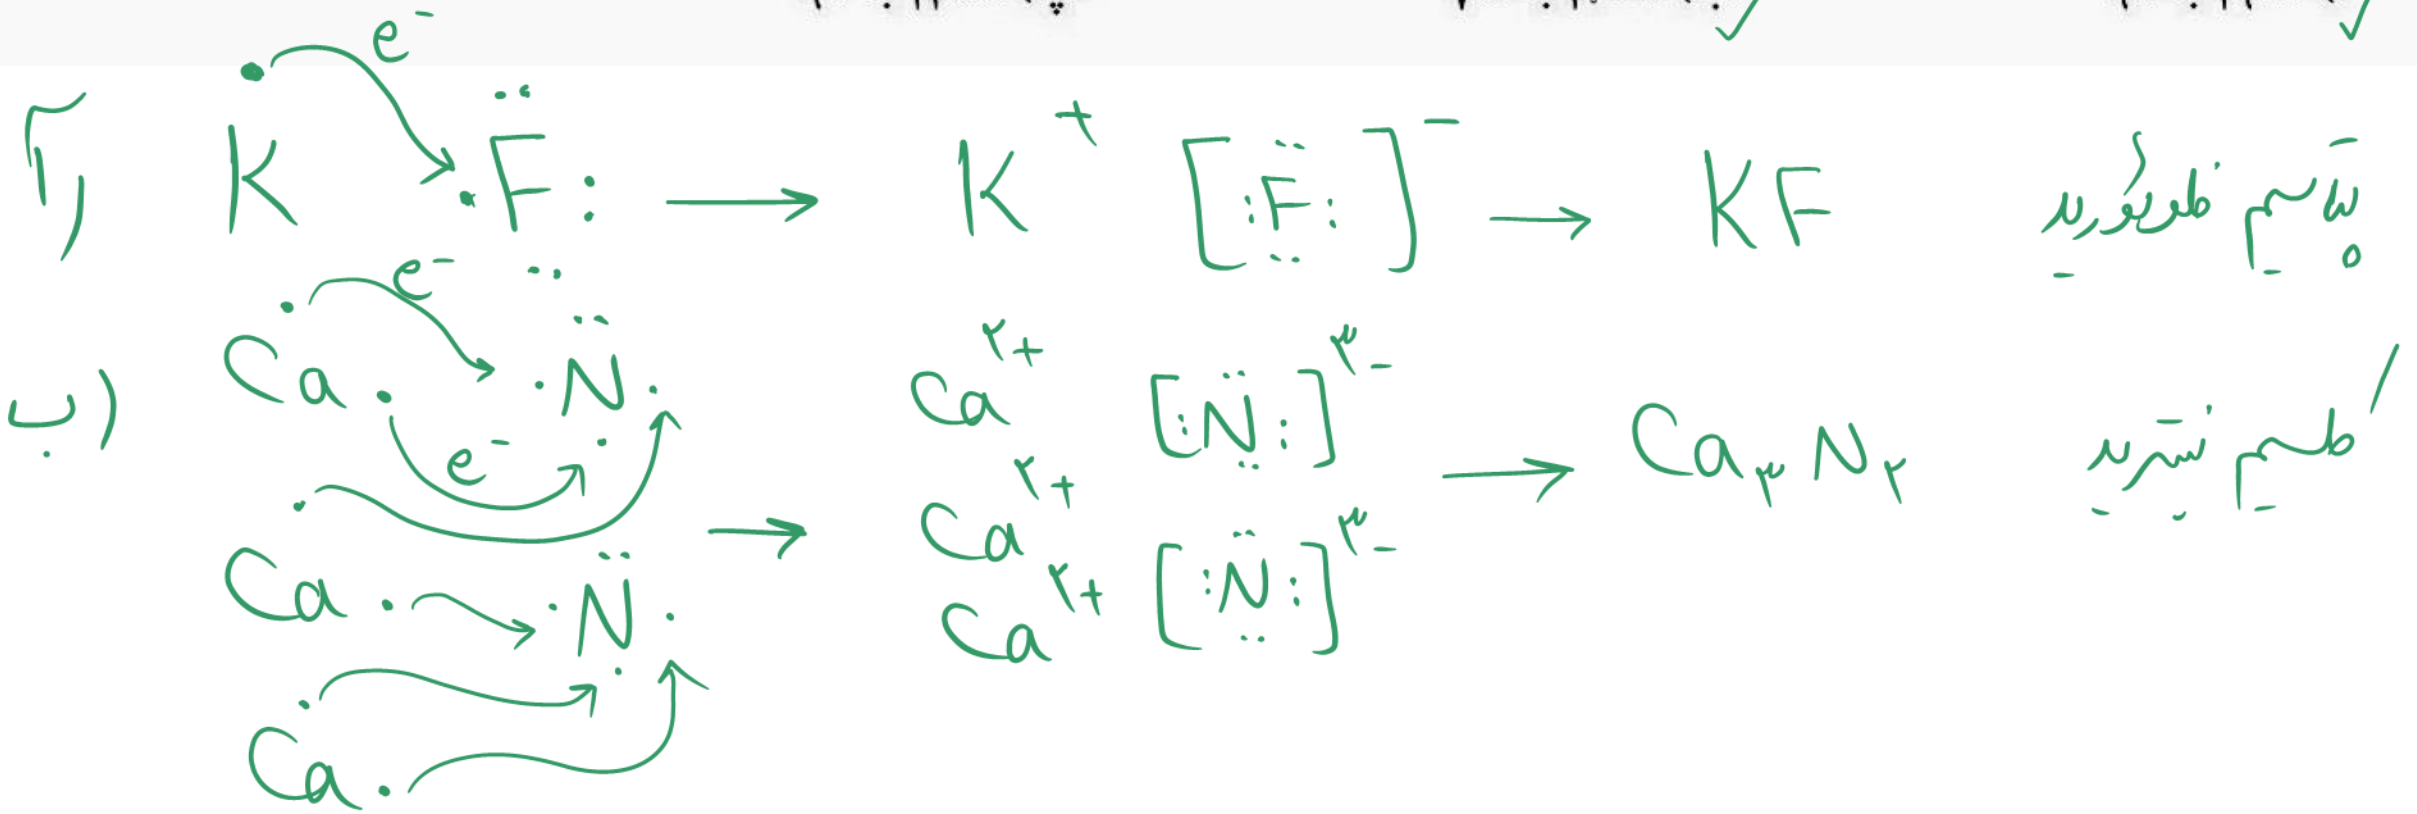 آ) K· e⁻ ·F: → K⁺ [:F:]⁻ → KF پتاسیم فلوئورید
ب) Ca e⁻ ·N· Ca²⁺ [:N:]³⁻
e⁻ Ca²⁺ → Ca₃N₂ کلسیم نیترید
Ca· ·N· → Ca²⁺ [:N:]³⁻
Ca·